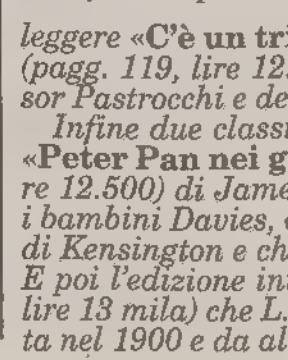 leggere «C'è un tri
(pagg. 119, lire 12.
sor Pastrocchi e de
Infine due classi
«Peter Pan nei g
re 12.500) di Jame
i bambini Davies,
di Kensington e ch
E poi l'edizione in
lire 13 mila) che L.
ta nel 1900 e da al